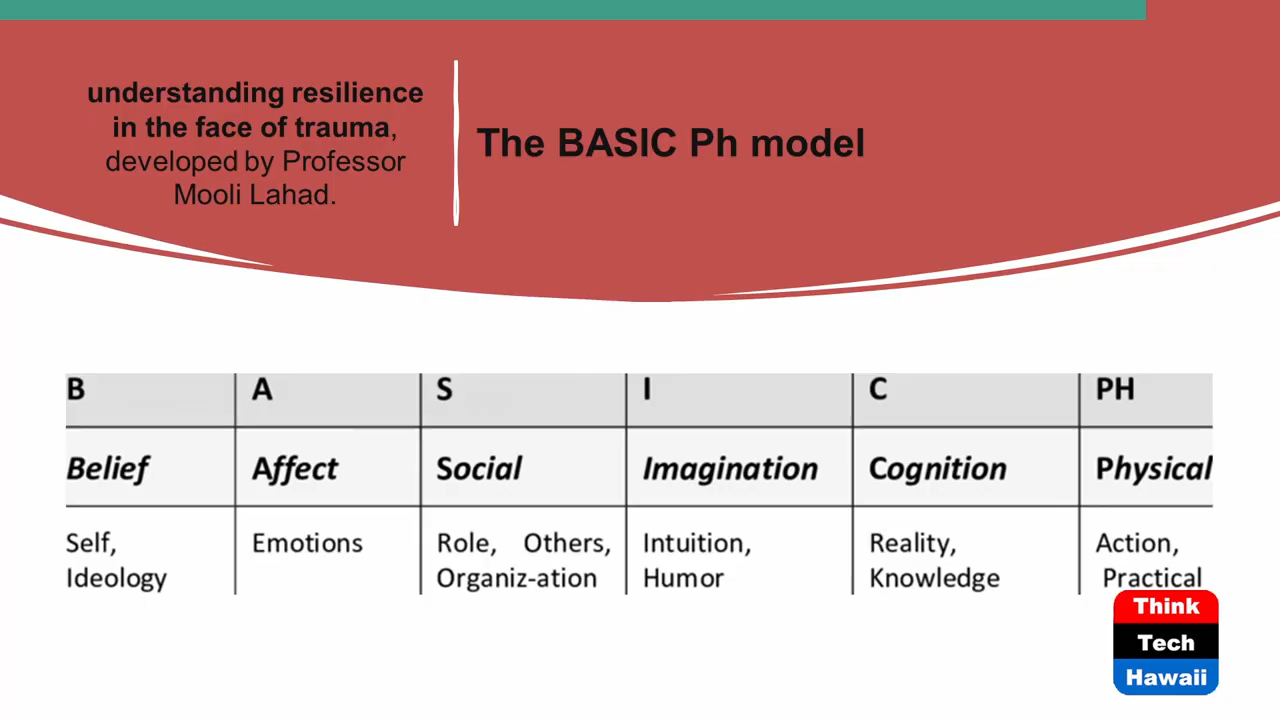 understanding resilience
in the face of trauma,
developed by Professor
Mooli Lahad.
The BASIC Ph model
B A S I C PH
Belief Affect Social Imagination Cognition Physical
Self, Emotions Role, Others, Intuition, Reality, Action,
Ideology Organiz-ation Humor Knowledge Practical
Think
Tech
Hawaii